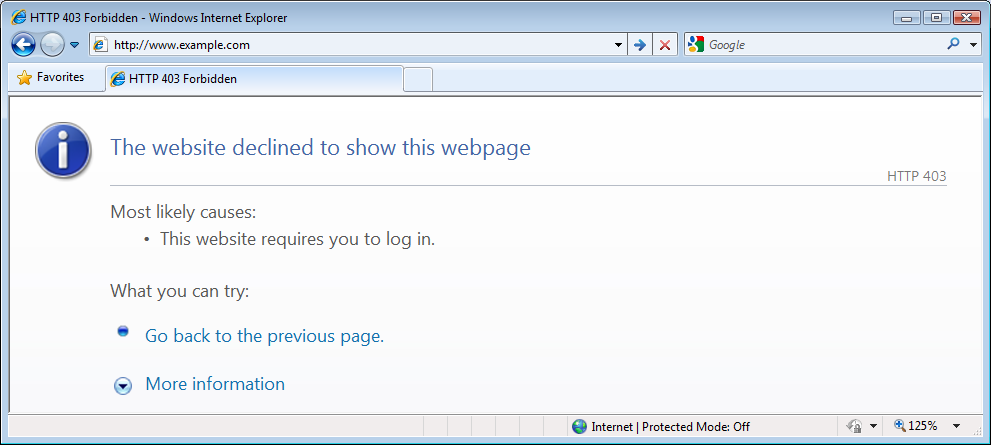 HTTP 403 Forbidden - Windows Internet Explorer
http://www.example.com
Google
Favorites
HTTP 403 Forbidden
The website declined to show this webpage
HTTP 403
Most likely causes:
• This website requires you to log in.
What you can try:
Go back to the previous page.
More information
Internet | Protected Mode: Off
125%